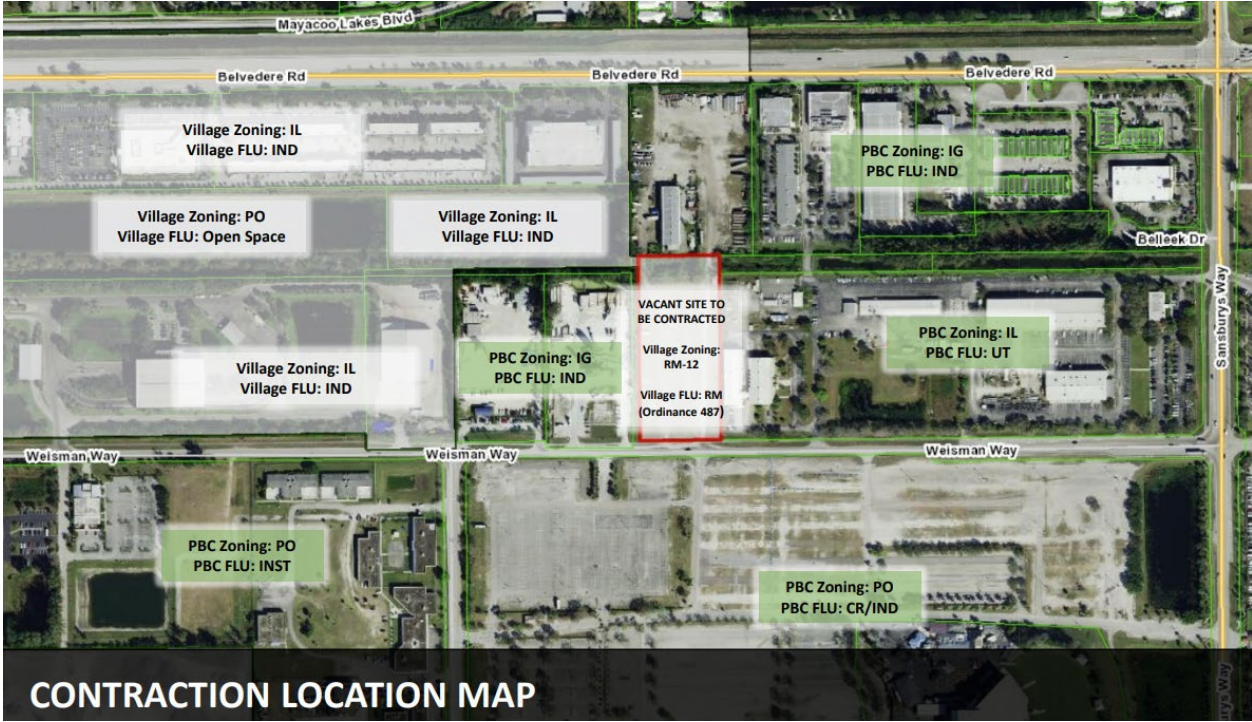 Mayacoo Lakes Blvd
Belvedere Rd
Belvedere Rd
Belvedere Rd
Village Zoning: IL
Village FLU: IND
PBC Zoning: IG
PBC FLU: IND
Village Zoning: PO
Village FLU: Open Space
Village Zoning: IL
Village FLU: IND
Belleek Dr
Sansburys Way
VACANT SITE TO
BE CONTRACTED
Village Zoning:
RM-12
Village FLU: RM
(Ordinance 487)
PBC Zoning: IL
PBC FLU: UT
PBC Zoning: IG
PBC FLU: IND
Village Zoning: IL
Village FLU: IND
Weisman Way
Weisman Way
Weisman Way
PBC Zoning: PO
PBC FLU: INST
PBC Zoning: PO
PBC FLU: CR/IND
CONTRACTION LOCATION MAP